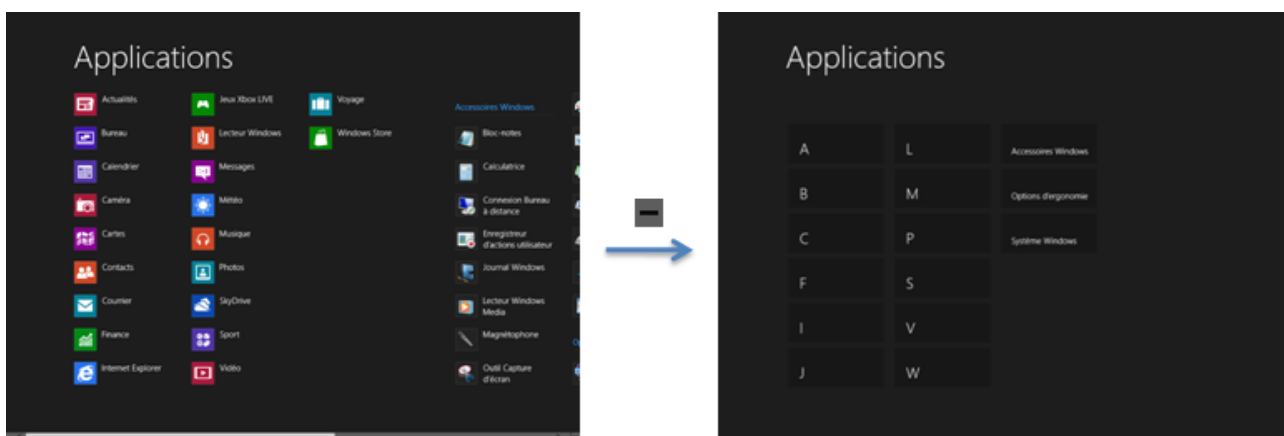 Applications
Actualités
Bureau
Calendrier
Caméra
Cartes
Contacts
Courrier
Finance
Internet Explorer
Jeux Xbox LIVE
Lecteur Windows
Messages
Météo
Musique
Photos
SkyDrive
Sport
Vidéo
Voyage
Windows Store
Accessoires Windows
Bloc-notes
Calculatrice
Connexion Bureau
à distance
Enregistreur
d'actions utilisateur
Journal Windows
Lecteur Windows
Media
Magnétophone
Outil Capture
d'écran
Applications
A
B
C
F
I
J
L
M
P
S
V
W
Accessoires Windows
Options d'ergonomie
Système Windows